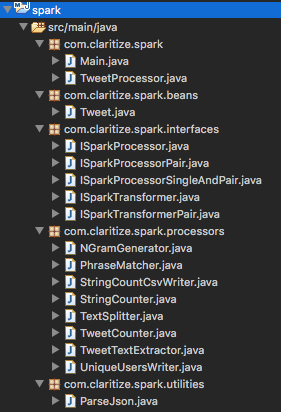 spark
src/main/java
com.claritize.spark
Main.java
TweetProcessor.java
com.claritize.spark.beans
Tweet.java
com.claritize.spark.interfaces
ISparkProcessor.java
ISparkProcessorPair.java
ISparkProcessorSingleAndPair.java
ISparkTransformer.java
ISparkTransformerPair.java
com.claritize.spark.processors
NGramGenerator.java
PhraseMatcher.java
StringCountCsvWriter.java
StringCounter.java
TextSplitter.java
TweetCounter.java
TweetTextExtractor.java
UniqueUsersWriter.java
com.claritize.spark.utilities
ParseJson.java